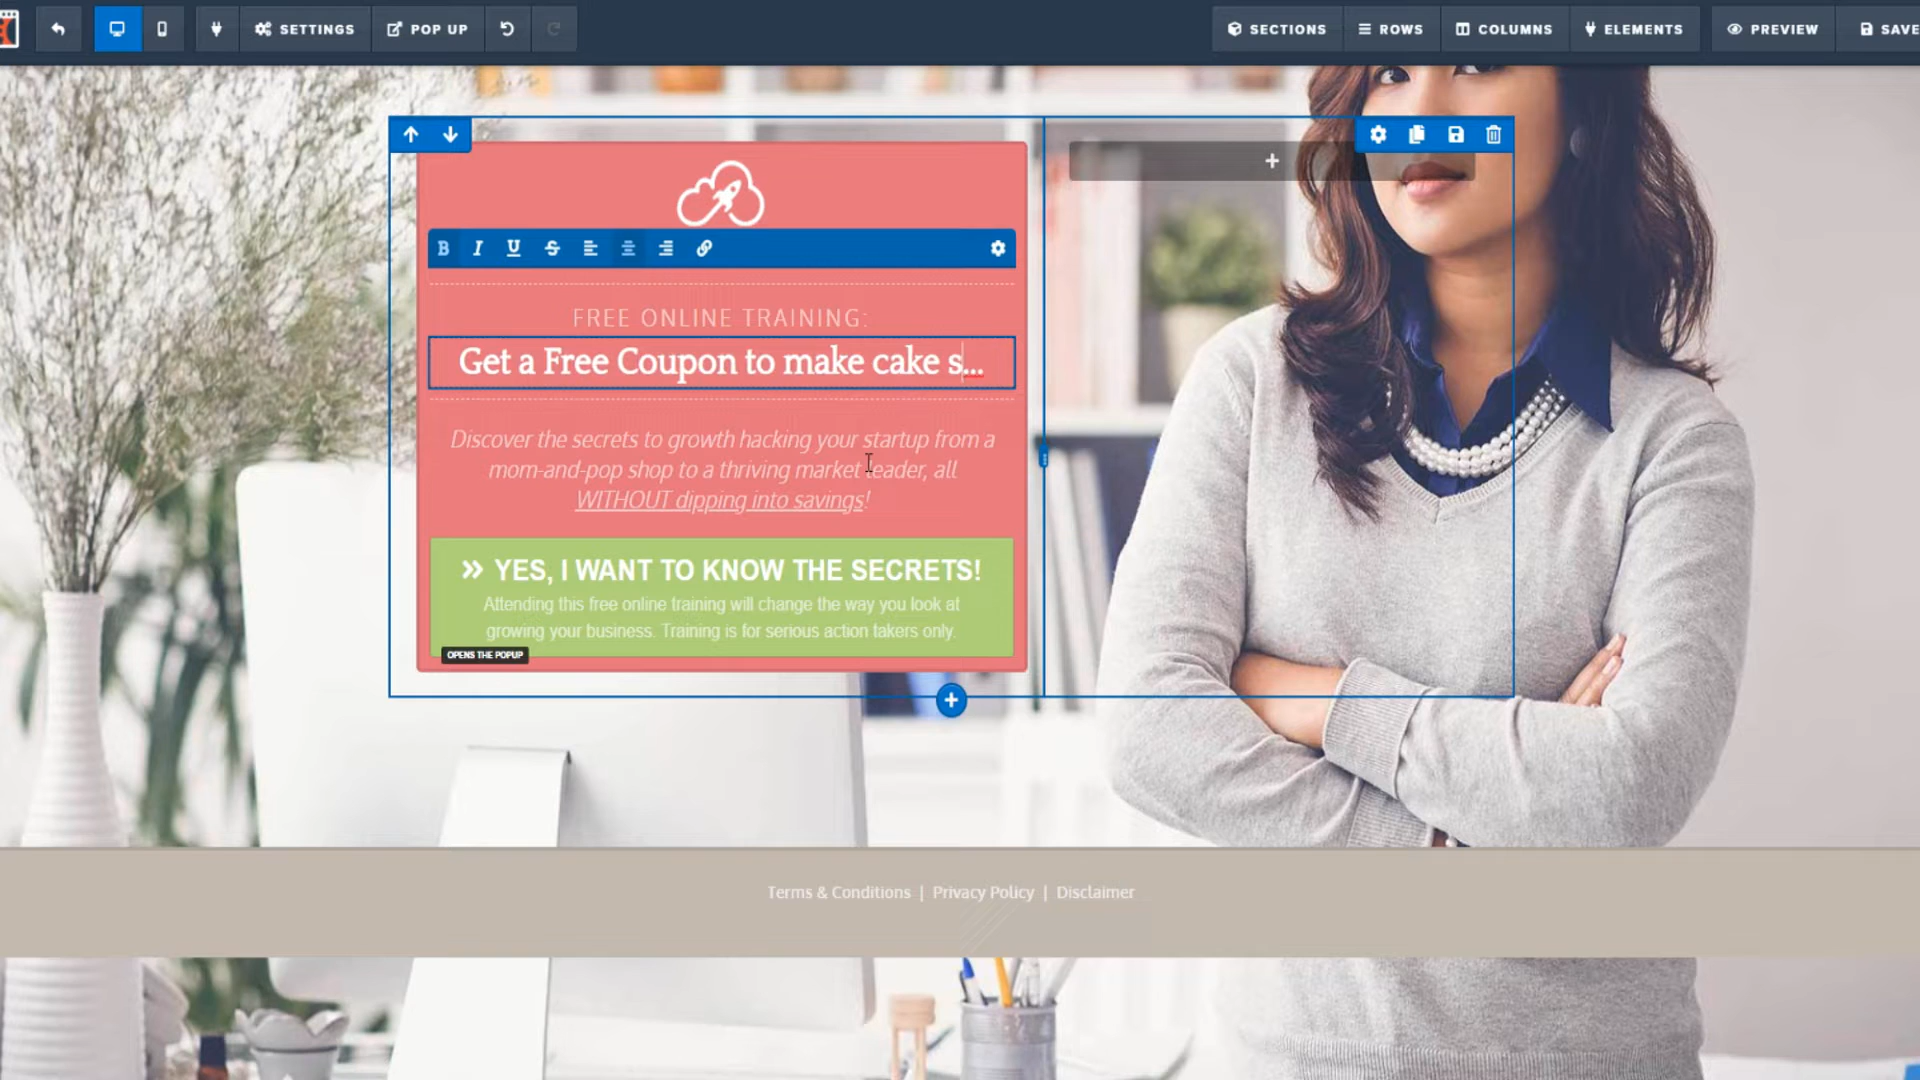 SETTINGS
POP UP
SECTIONS
ROWS
COLUMNS
ELEMENTS
PREVIEW
SAVE
B I U S
FREE ONLINE TRAINING:
Get a Free Coupon to make cake s...
Discover the secrets to growth hacking your startup from a
mom-and-pop shop to a thriving market leader, all
WITHOUT dipping into savings!
» YES, I WANT TO KNOW THE SECRETS!
Attending this free online training will change the way you look at
growing your business. Training is for serious action takers only.
OPENS THE POPUP
Terms & Conditions | Privacy Policy | Disclaimer